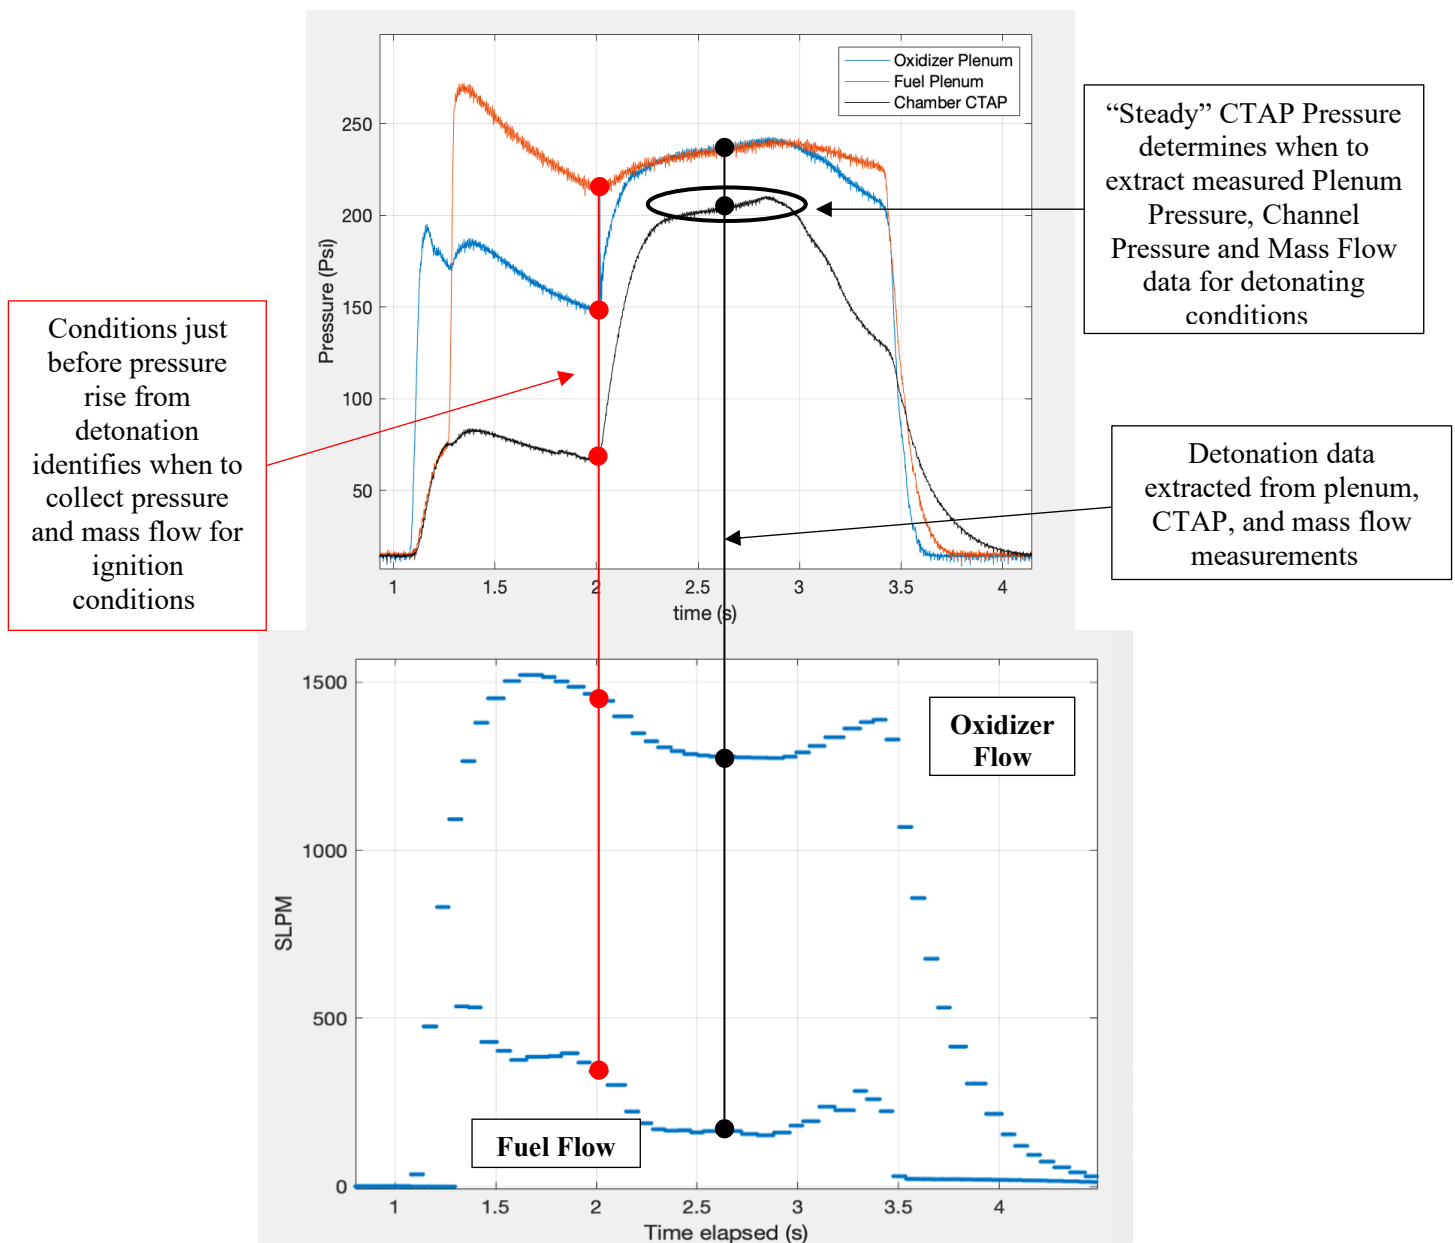 Oxidizer Plenum
Fuel Plenum
Chamber CTAP
250
200
150
100
50
Pressure (Psi)
1
1.5
2
2.5
3
3.5
4
time (s)
“Steady” CTAP Pressure
determines when to
extract measured Plenum
Pressure, Channel
Pressure and Mass Flow
data for detonating
conditions
Conditions just
before pressure
rise from
detonation
identifies when to
collect pressure
and mass flow for
ignition
conditions
Detonation data
extracted from plenum,
CTAP, and mass flow
measurements
1500
1000
500
0
SLPM
Oxidizer
Flow
Fuel Flow
1
1.5
2
2.5
3
3.5
4
Time elapsed (s)